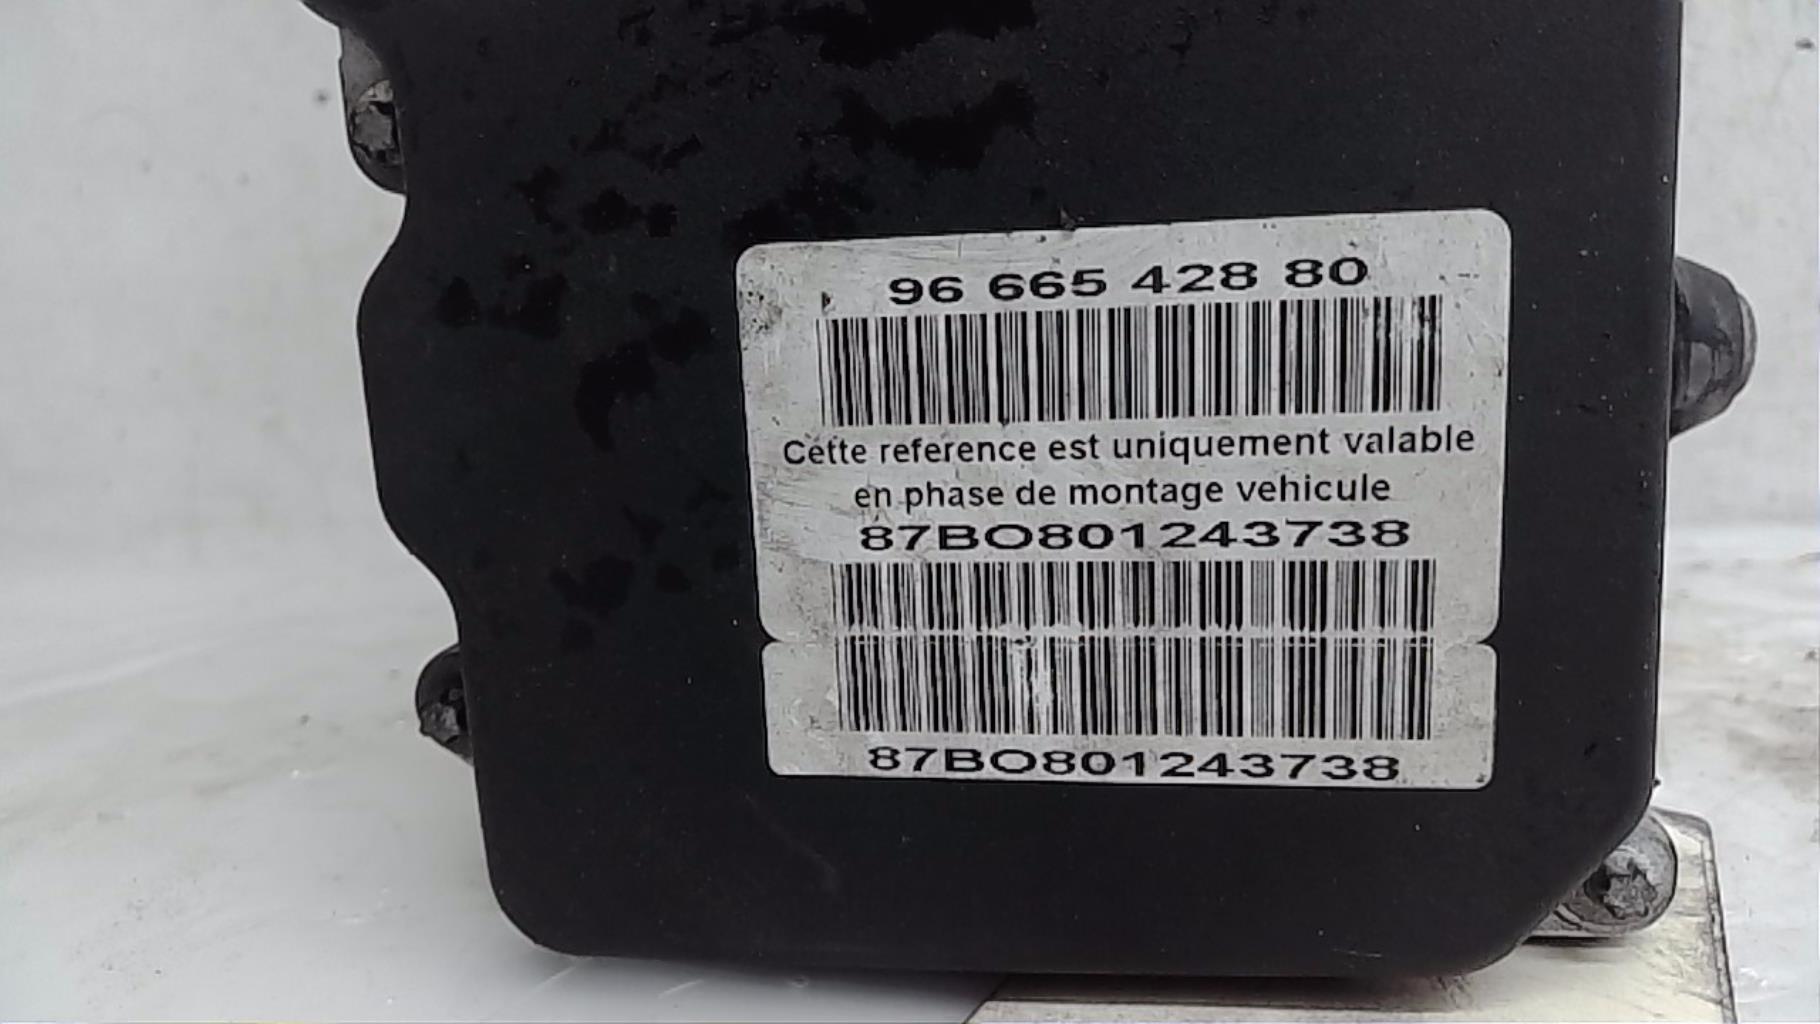 96 665 428 80
Cette reference est uniquement valable
en phase de montage vehicule
87BO801243738
87BO801243738